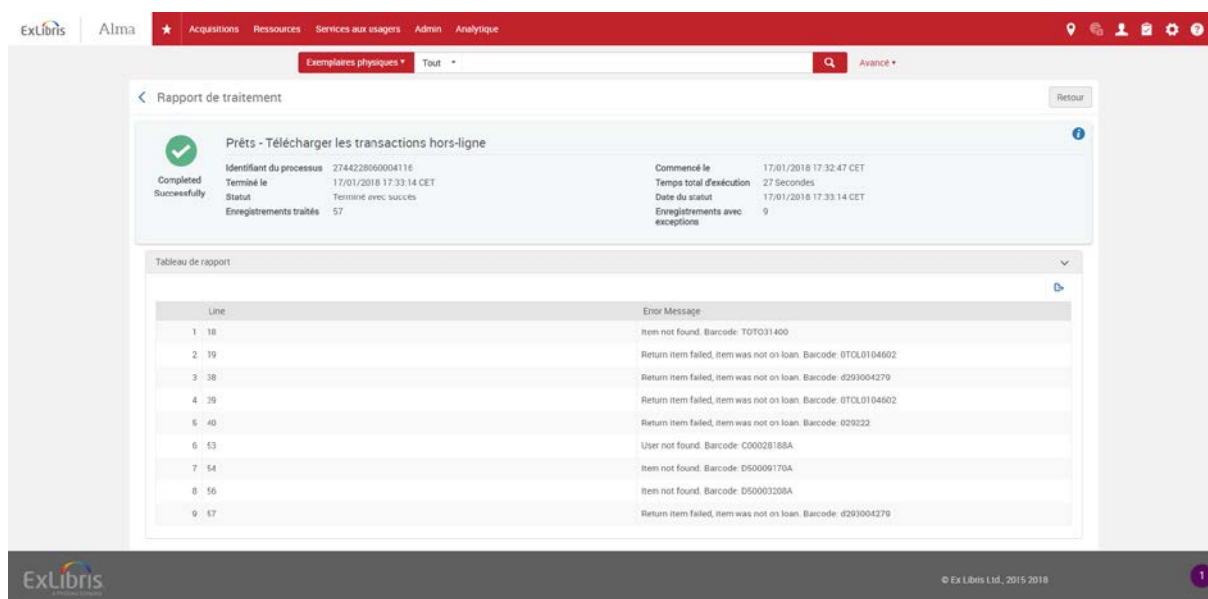 ExLibris Alma Acquisitions Ressources Services aux usagers Admin Analytique
Exemplaires physiques Tout Avancé
Rapport de traitement Retour
Prêts - Télécharger les transactions hors-ligne
Completed Successfully
Identifiant du processus 2744228060004116 Commencé le 17/01/2018 17:32:47 CET
Terminé le 17/01/2018 17:33:14 CET Temps total d'exécution 27 Secondes
Statut Terminé avec succès Date du statut 17/01/2018 17:33:14 CET
Enregistrements traités 57 Enregistrements avec exceptions 9
Tableau de rapport
Line Error Message
1 18 Item not found. Barcode: TOTO31400
2 19 Return item failed, item was not on loan. Barcode: 0TCL0104602
3 38 Return item failed, item was not on loan. Barcode: d293004279
4 39 Return item failed, item was not on loan. Barcode: 0TCL0104602
5 40 Return item failed, item was not on loan. Barcode: 029222
6 53 User not found. Barcode: C00028188A
7 54 Item not found. Barcode: D50009170A
8 56 Item not found. Barcode: D50003208A
9 57 Return item failed, item was not on loan. Barcode: d293004279
ExLibris © Ex Libris Ltd., 2015 2018 1